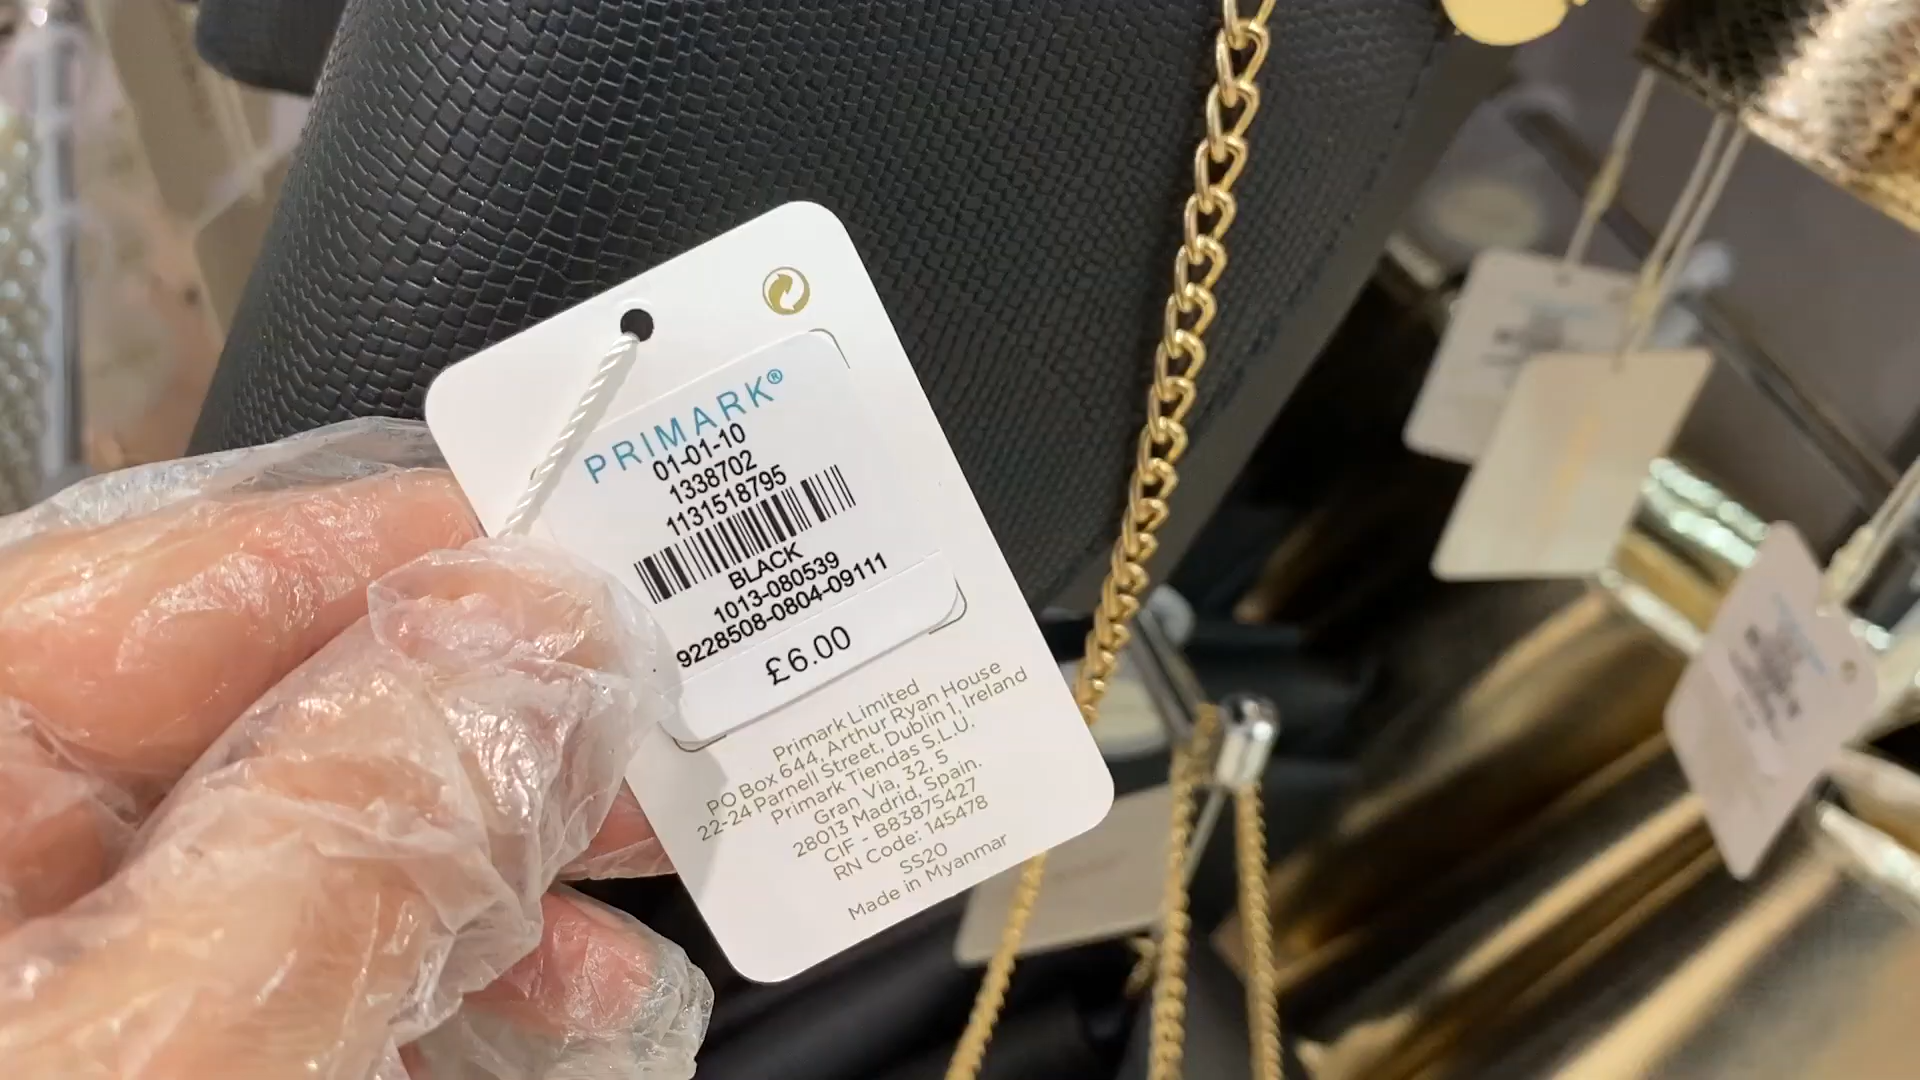 PRIMARK®
01-01-10
1338702
1131518795
BLACK
1013-080539
9228508-0804-09111
£6.00
Primark Limited
PO Box 644, Arthur Ryan House
22-24 Parnell Street, Dublin 1, Ireland
Primark Tiendas S.L.U.
Gran Via, 32, 5
28013 Madrid, Spain.
CIF - B83875427
RN Code: 145478
SS20
Made in Myanmar